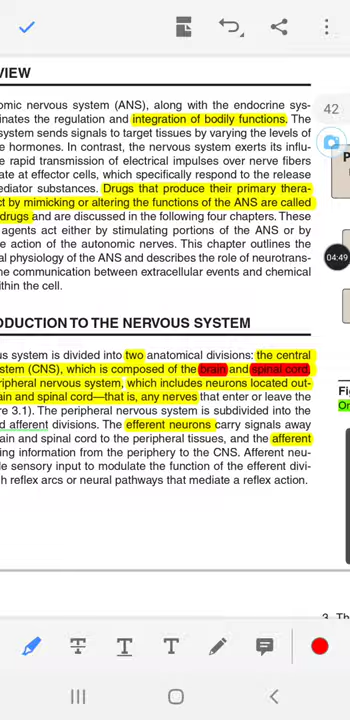 VIEW
omic nervous system (ANS), along with the endocrine sys-
inates the regulation and integration of bodily functions. The
system sends signals to target tissues by varying the levels of
e hormones. In contrast, the nervous system exerts its influ-
e rapid transmission of electrical impulses over nerve fibers
ate at effector cells, which specifically respond to the release
ediator substances. Drugs that produce their primary thera-
ct by mimicking or altering the functions of the ANS are called
drugs and are discussed in the following four chapters. These
agents act either by stimulating portions of the ANS or by
e action of the autonomic nerves. This chapter outlines the
al physiology of the ANS and describes the role of neurotrans-
he communication between extracellular events and chemical
ithin the cell.
ODUCTION TO THE NERVOUS SYSTEM
us system is divided into two anatomical divisions: the central
stem (CNS), which is composed of the brain and spinal cord,
ripheral nervous system, which includes neurons located out-
ain and spinal cord—that is, any nerves that enter or leave the
re 3.1). The peripheral nervous system is subdivided into the
d afferent divisions. The efferent neurons carry signals away
ain and spinal cord to the peripheral tissues, and the afferent
ing information from the periphery to the CNS. Afferent neu-
de sensory input to modulate the function of the efferent divi-
h reflex arcs or neural pathways that mediate a reflex action.
42
P
04:49
Fi
3. Th